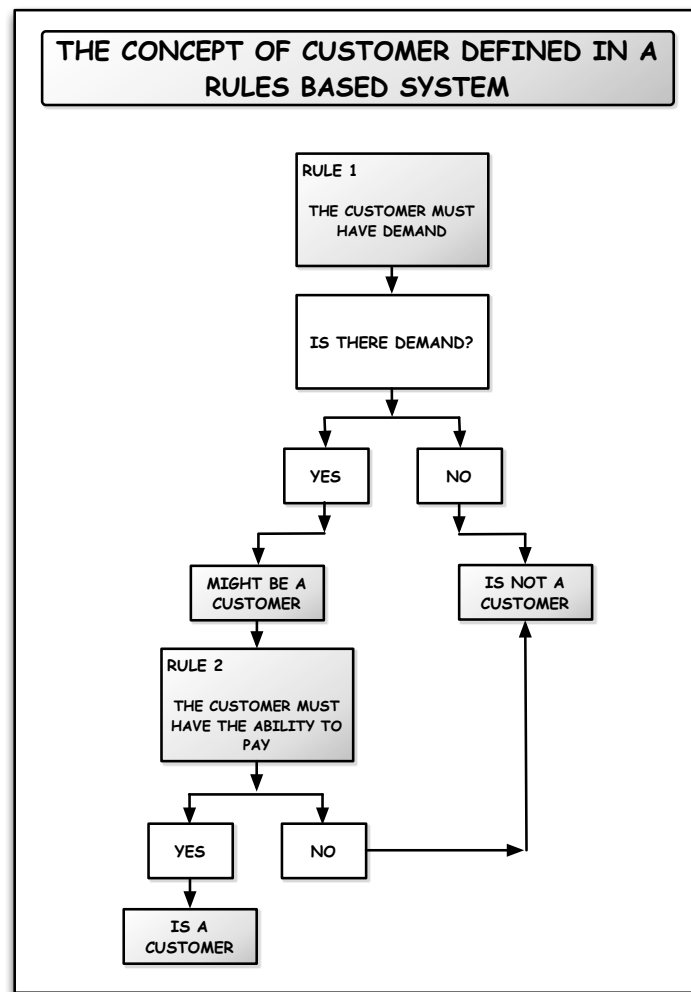 THE CONCEPT OF CUSTOMER DEFINED IN A
RULES BASED SYSTEM
RULE 1
THE CUSTOMER MUST
HAVE DEMAND
IS THERE DEMAND?
YES
NO
MIGHT BE A
CUSTOMER
IS NOT A
CUSTOMER
RULE 2
THE CUSTOMER MUST
HAVE THE ABILITY TO
PAY
YES
NO
IS A
CUSTOMER